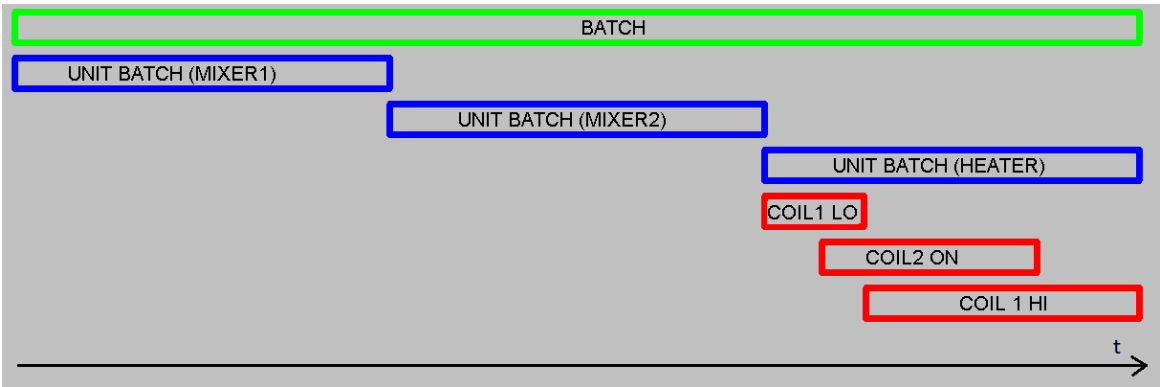 BATCH
UNIT BATCH (MIXER1)
UNIT BATCH (MIXER2)
UNIT BATCH (HEATER)
COIL1 LO
COIL2 ON
COIL 1 HI
t